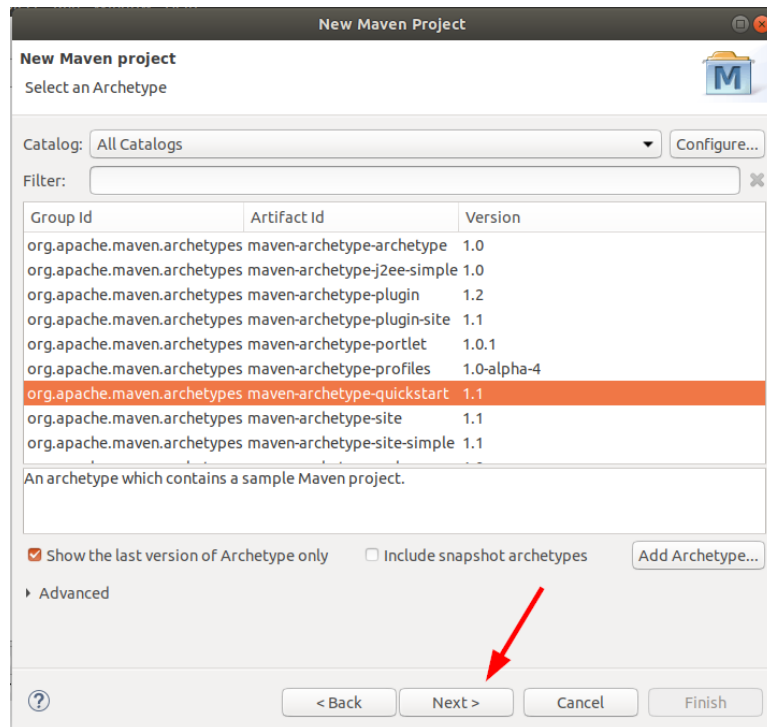 New Maven Project
New Maven project
Select an Archetype
M
Catalog: All Catalogs Configure...
Filter:
Group Id Artifact Id Version
org.apache.maven.archetypes maven-archetype-archetype 1.0
org.apache.maven.archetypes maven-archetype-j2ee-simple 1.0
org.apache.maven.archetypes maven-archetype-plugin 1.2
org.apache.maven.archetypes maven-archetype-plugin-site 1.1
org.apache.maven.archetypes maven-archetype-portlet 1.0.1
org.apache.maven.archetypes maven-archetype-profiles 1.0-alpha-4
org.apache.maven.archetypes maven-archetype-quickstart 1.1
org.apache.maven.archetypes maven-archetype-site 1.1
org.apache.maven.archetypes maven-archetype-site-simple 1.1
An archetype which contains a sample Maven project.
Show the last version of Archetype only Include snapshot archetypes Add Archetype...
Advanced
? < Back Next > Cancel Finish